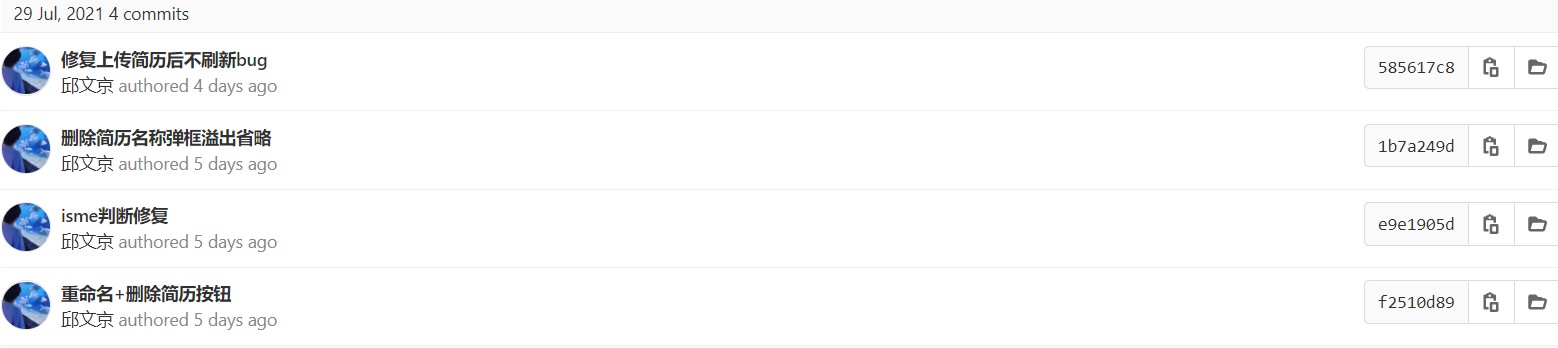 29 Jul, 2021 4 commits
修复上传简历后不刷新bug
585617c8
邱文京 authored 4 days ago
删除简历名称弹框溢出省略
1b7a249d
邱文京 authored 5 days ago
isme判断修复
e9e1905d
邱文京 authored 5 days ago
重命名+删除简历按钮
f2510d89
邱文京 authored 5 days ago